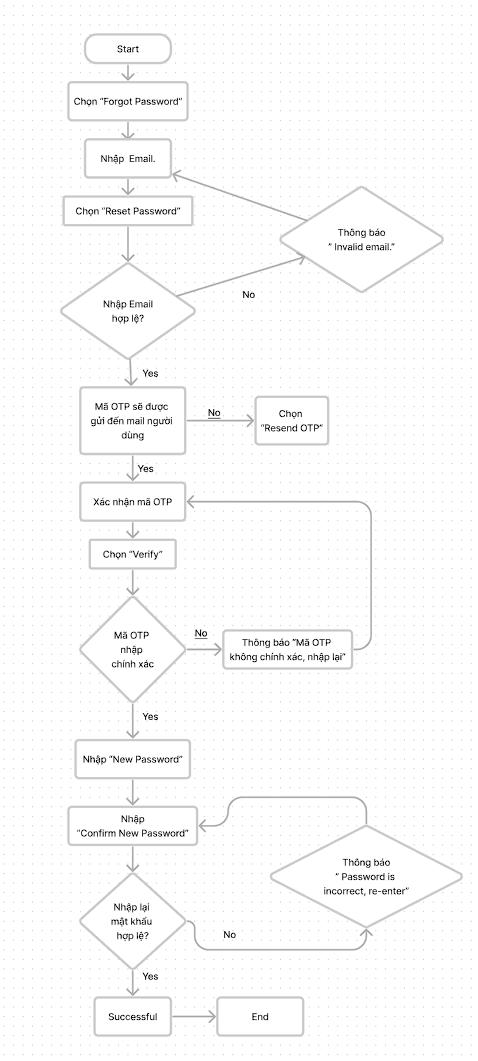 Start
Chọn "Forgot Password"
Nhập Email.
Chọn "Reset Password"
Thông báo
" Invalid email."
No
Nhập Email
hợp lệ?
Yes
Mã OTP sẽ được
gửi đến mail người
dùng
No
Chọn
"Resend OTP"
Yes
Xác nhận mã OTP
Chọn "Verify"
Mã OTP
nhập
chính xác
No
Thông báo "Mã OTP
không chính xác, nhập lại"
Yes
Nhập "New Password"
Nhập
"Confirm New Password"
Thông báo
" Password is
incorrect, re-enter"
Nhập lại
mật khẩu
hợp lệ?
No
Yes
Successful
End